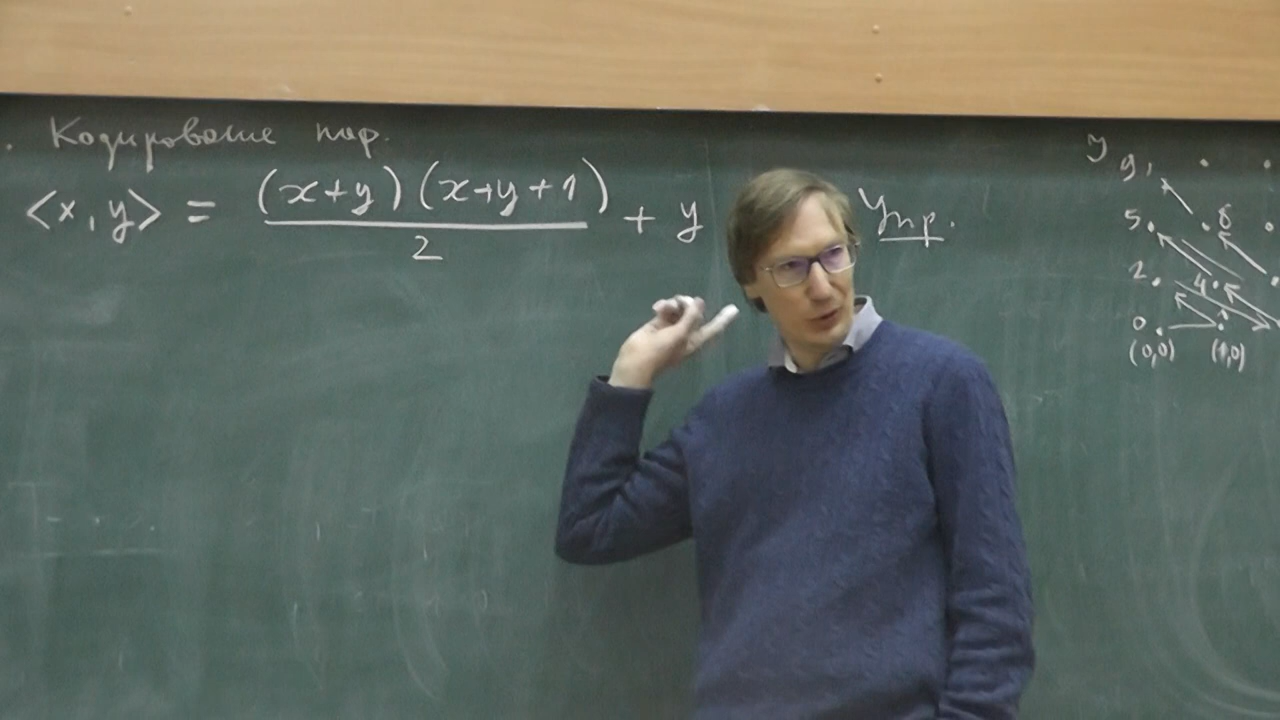 . Кодирование пар.
<x, y> = (x+y)(x+y+1) / 2 + y
Упр.
У
9,
5. 8
2. 4
0
(0,0) (1,0)